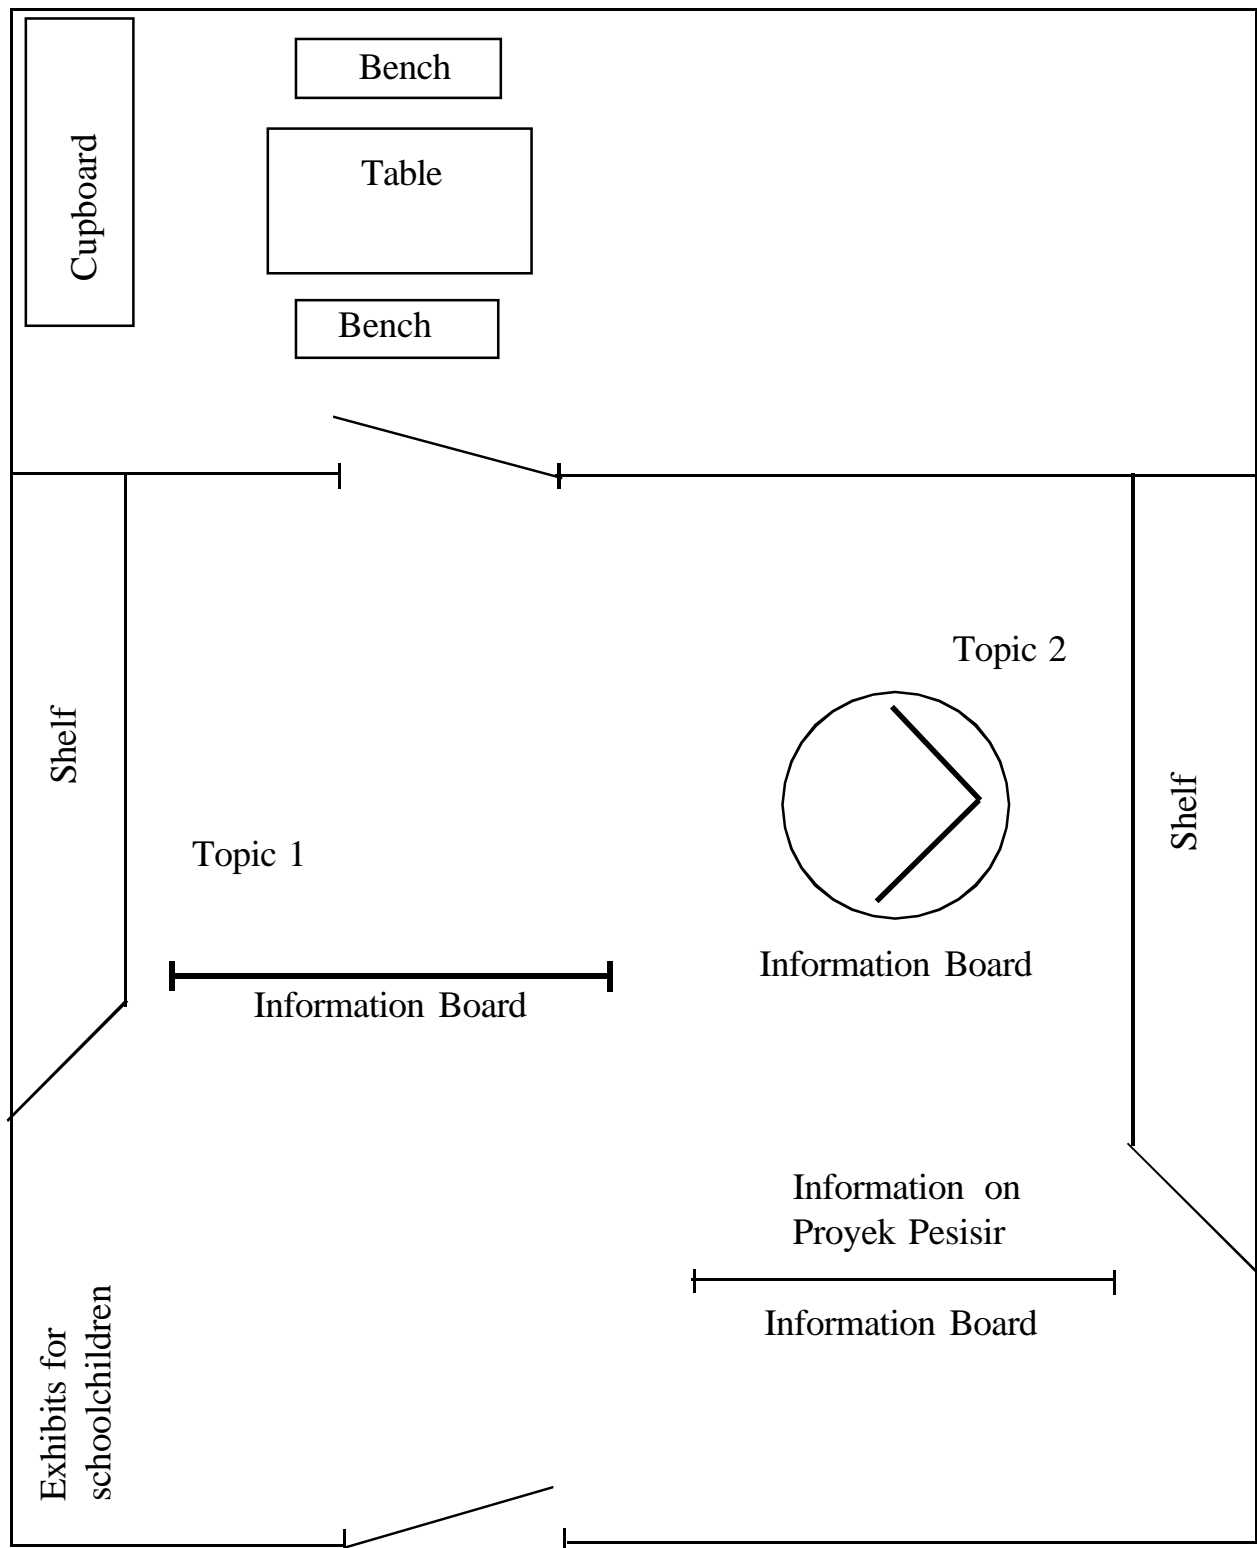 Bench
Cupboard
Table
Bench
Topic 2
Shelf
Shelf
Topic 1
Information Board
Information Board
Information on
Proyek Pesisir
Information Board
Exhibits for
schoolchildren